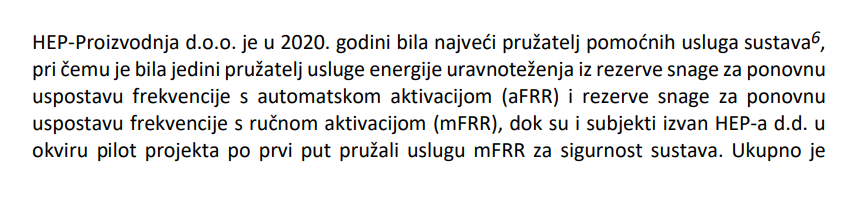 HEP-Proizvodnja d.o.o. je u 2020. godini bila najveći pružatelj pomoćnih usluga sustava6,
pri čemu je bila jedini pružatelj usluge energije uravnoteženja iz rezerve snage za ponovnu
uspostavu frekvencije s automatskom aktivacijom (aFRR) i rezerve snage za ponovnu
uspostavu frekvencije s ručnom aktivacijom (mFRR), dok su i subjekti izvan HEP-a d.d. u
okviru pilot projekta po prvi put pružali uslugu mFRR za sigurnost sustava. Ukupno je